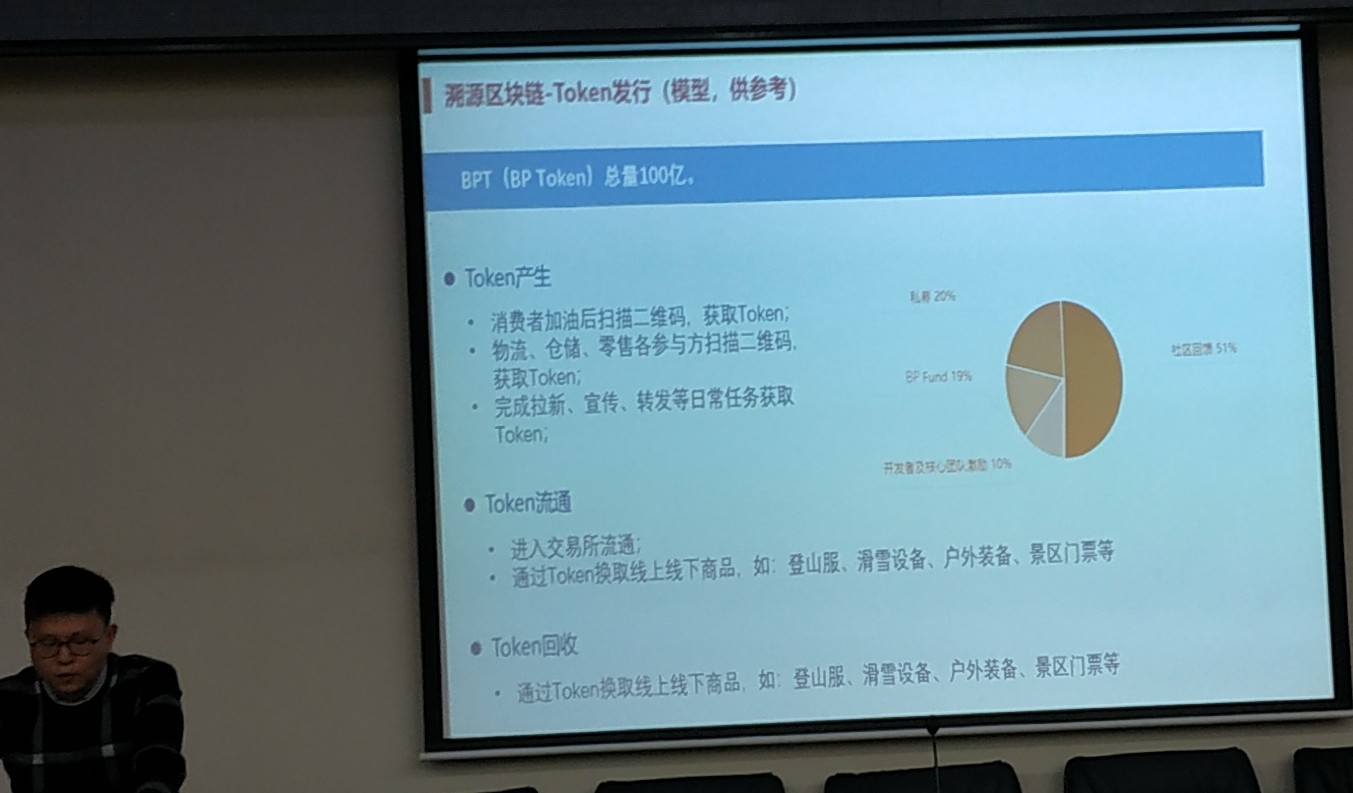 溯源区块链-Token发行（模型，供参考）
BPT（BP Token）总量100亿。
Token产生
消费者加油后扫描二维码，获取Token；
物流、仓储、零售各参与方扫描二维码，
获取Token；
完成拉新、宣传、转发等日常任务获取
Token；
私募 20%
社区回馈 51%
BP Fund 19%
开发者及核心团队激励 10%
Token流通
进入交易所流通；
通过Token换取线上线下商品，如：登山服、滑雪设备、户外装备、景区门票等
Token回收
通过Token换取线上线下商品，如：登山服、滑雪设备、户外装备、景区门票等